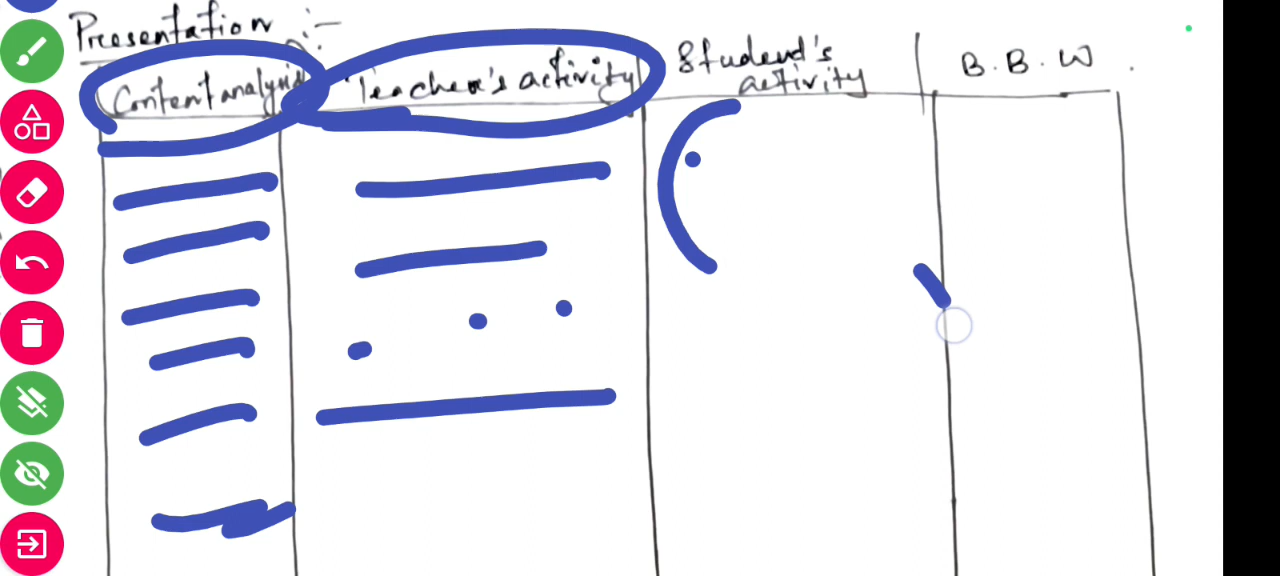 Presentation :-
Content analysis Teacher's activity Student's activity B.B.W.